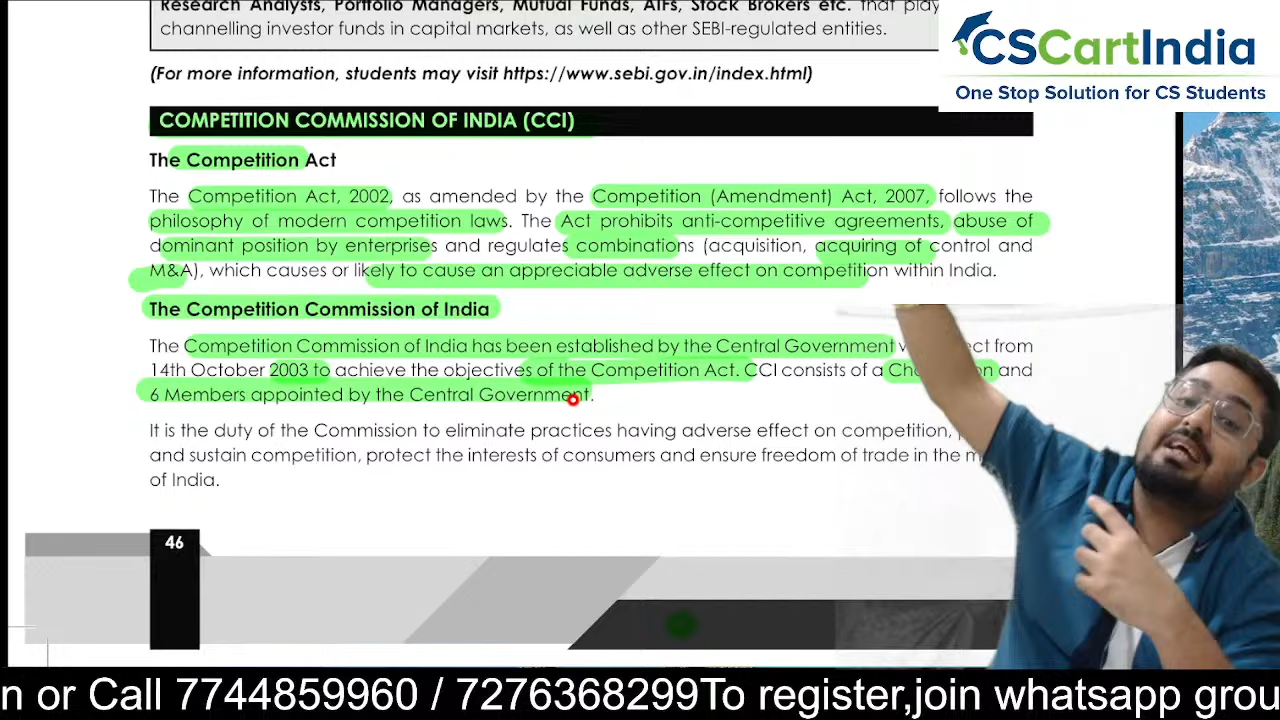 Research Analysts, Portfolio Managers, Mutual Funds, AIFs, Stock Brokers etc. that play
channelling investor funds in capital markets, as well as other SEBI-regulated entities.
CSCartIndia
One Stop Solution for CS Students
(For more information, students may visit https://www.sebi.gov.in/index.html)
COMPETITION COMMISSION OF INDIA (CCI)
The Competition Act
The Competition Act, 2002, as amended by the Competition (Amendment) Act, 2007, follows the
philosophy of modern competition laws. The Act prohibits anti-competitive agreements, abuse of
dominant position by enterprises and regulates combinations (acquisition, acquiring of control and
M&A), which causes or likely to cause an appreciable adverse effect on competition within India.
The Competition Commission of India
The Competition Commission of India has been established by the Central Government from
14th October 2003 to achieve the objectives of the Competition Act. CCI consists of a and
6 Members appointed by the Central Government.
It is the duty of the Commission to eliminate practices having adverse effect on competition,
and sustain competition, protect the interests of consumers and ensure freedom of trade in the
of India.
46
n or Call 7744859960 / 7276368299To register,join whatsapp grou